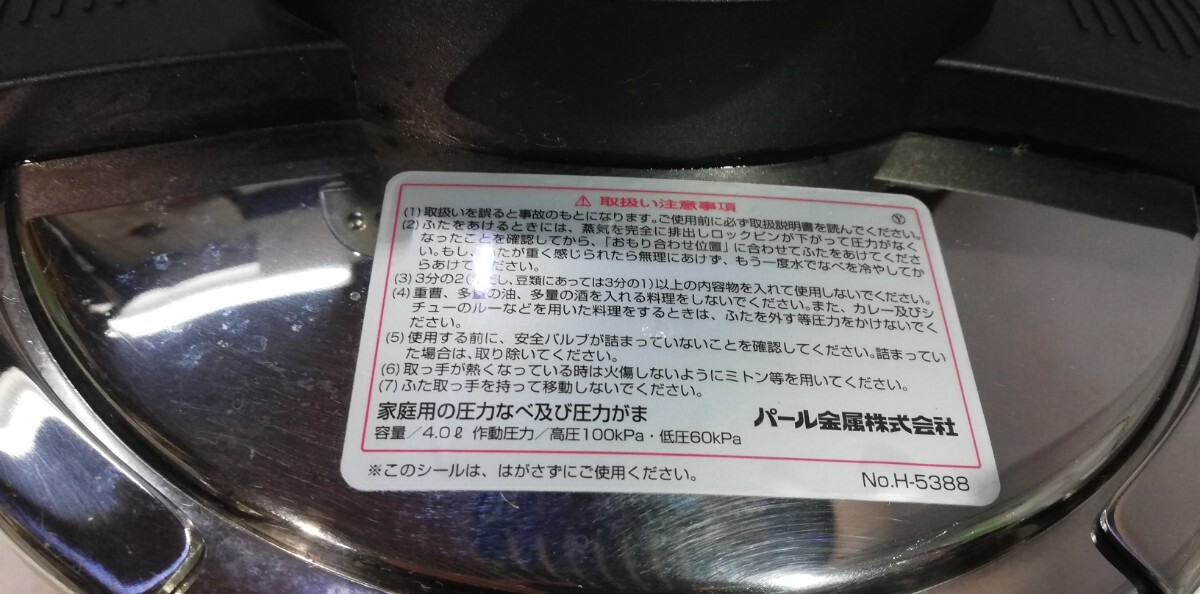 ⚠ 取扱い注意事項
(1)取扱いを誤ると事故のもとになります。ご使用前に必ず取扱説明書を読んでください。
(2)ふたをあけるときには、蒸気を完全に排出しロックピンが下がって圧力がなく
なったことを確認してから、「おもり合わせ位置」に合わせてふたをあけてくださ
い。もし、ふたが重く感じられたら無理にあけず、もう一度水でなべを冷やしてか
らあけてください。
(3)3分の2(ただし、豆類にあっては3分の1)以上の内容物を入れて使用しないでください。
(4)重曹、多量の油、多量の酒を入れる料理をしないでください。また、カレー及びシ
チューのルーなどを用いた料理をするときは、ふたを外す等圧力をかけないでく
ださい。
(5)使用する前に、安全バルブが詰まっていないことを確認してください。詰まってい
た場合は、取り除いてください。
(6)取っ手が熱くなっている時は火傷しないようにミトン等を用いてください。
(7)ふた取っ手を持って移動しないでください。
家庭用の圧力なべ及び圧力がま
容量/4.0ℓ 作動圧力/高圧100kPa・低圧60kPa
パール金属株式会社
※このシールは、はがさずにご使用ください。
No.H-5388